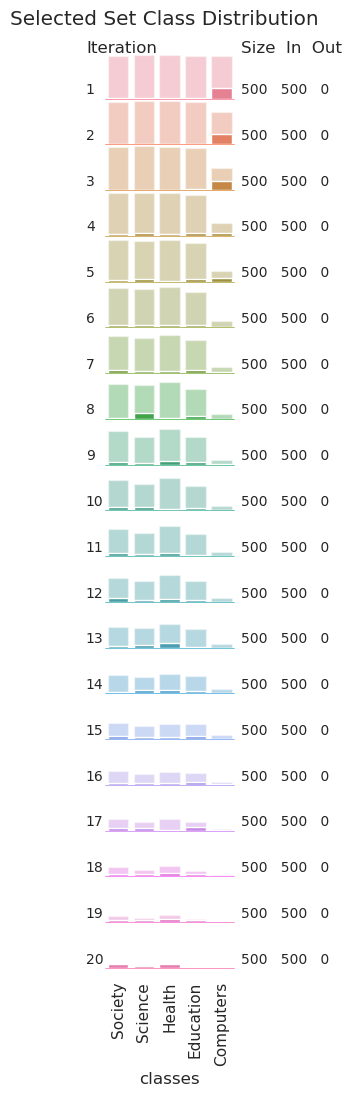 Selected Set Class Distribution
Iteration Size In Out
1 500 500 0
2 500 500 0
3 500 500 0
4 500 500 0
5 500 500 0
6 500 500 0
7 500 500 0
8 500 500 0
9 500 500 0
10 500 500 0
11 500 500 0
12 500 500 0
13 500 500 0
14 500 500 0
15 500 500 0
16 500 500 0
17 500 500 0
18 500 500 0
19 500 500 0
20 500 500 0
Society
Science
Health
Education
Computers
classes